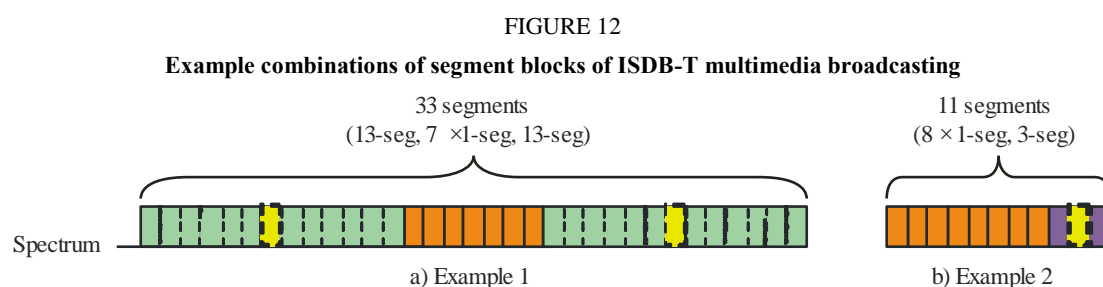 FIGURE 12
Example combinations of segment blocks of ISDB-T multimedia broadcasting
33 segments
(13-seg, 7 ×1-seg, 13-seg)
11 segments
(8 × 1-seg, 3-seg)
Spectrum
a) Example 1
b) Example 2